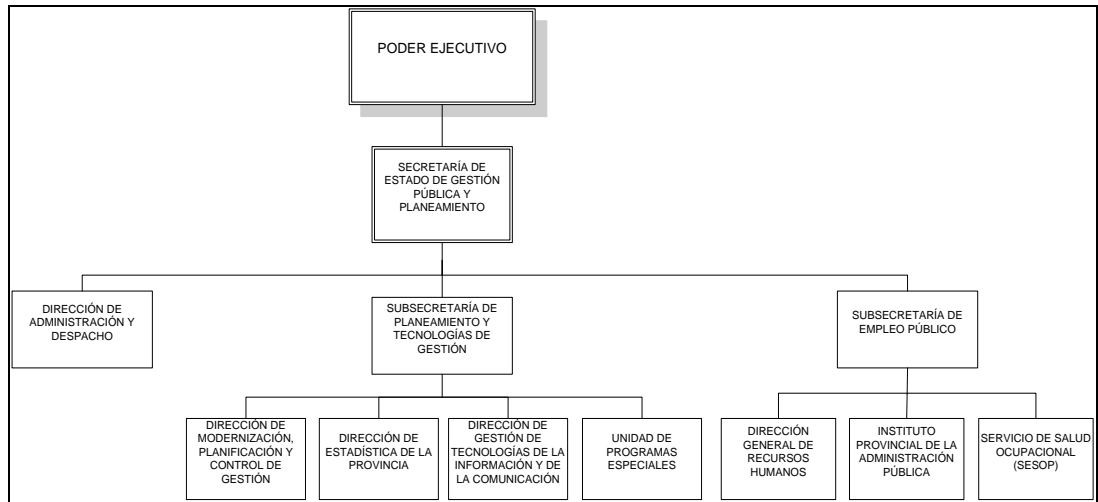 PODER EJECUTIVO
SECRETARÍA DE
ESTADO DE GESTIÓN
PÚBLICA Y
PLANEAMIENTO
DIRECCIÓN DE
ADMINISTRACIÓN Y
DESPACHO
SUBSECRETARÍA DE
PLANEAMIENTO Y
TECNOLOGÍAS DE
GESTIÓN
SUBSECRETARÍA DE
EMPLEO PÚBLICO
DIRECCIÓN DE
MODERNIZACIÓN,
PLANIFICACIÓN Y
CONTROL DE
GESTIÓN
DIRECCIÓN DE
ESTADÍSTICA DE LA
PROVINCIA
DIRECCIÓN DE
GESTIÓN DE
TECNOLOGÍAS DE LA
INFORMACIÓN Y DE
LA COMUNICACIÓN
UNIDAD DE
PROGRAMAS
ESPECIALES
DIRECCIÓN
GENERAL DE
RECURSOS
HUMANOS
INSTITUTO
PROVINCIAL DE LA
ADMINISTRACIÓN
PÚBLICA
SERVICIO DE SALUD
OCUPACIONAL
(SESOP)